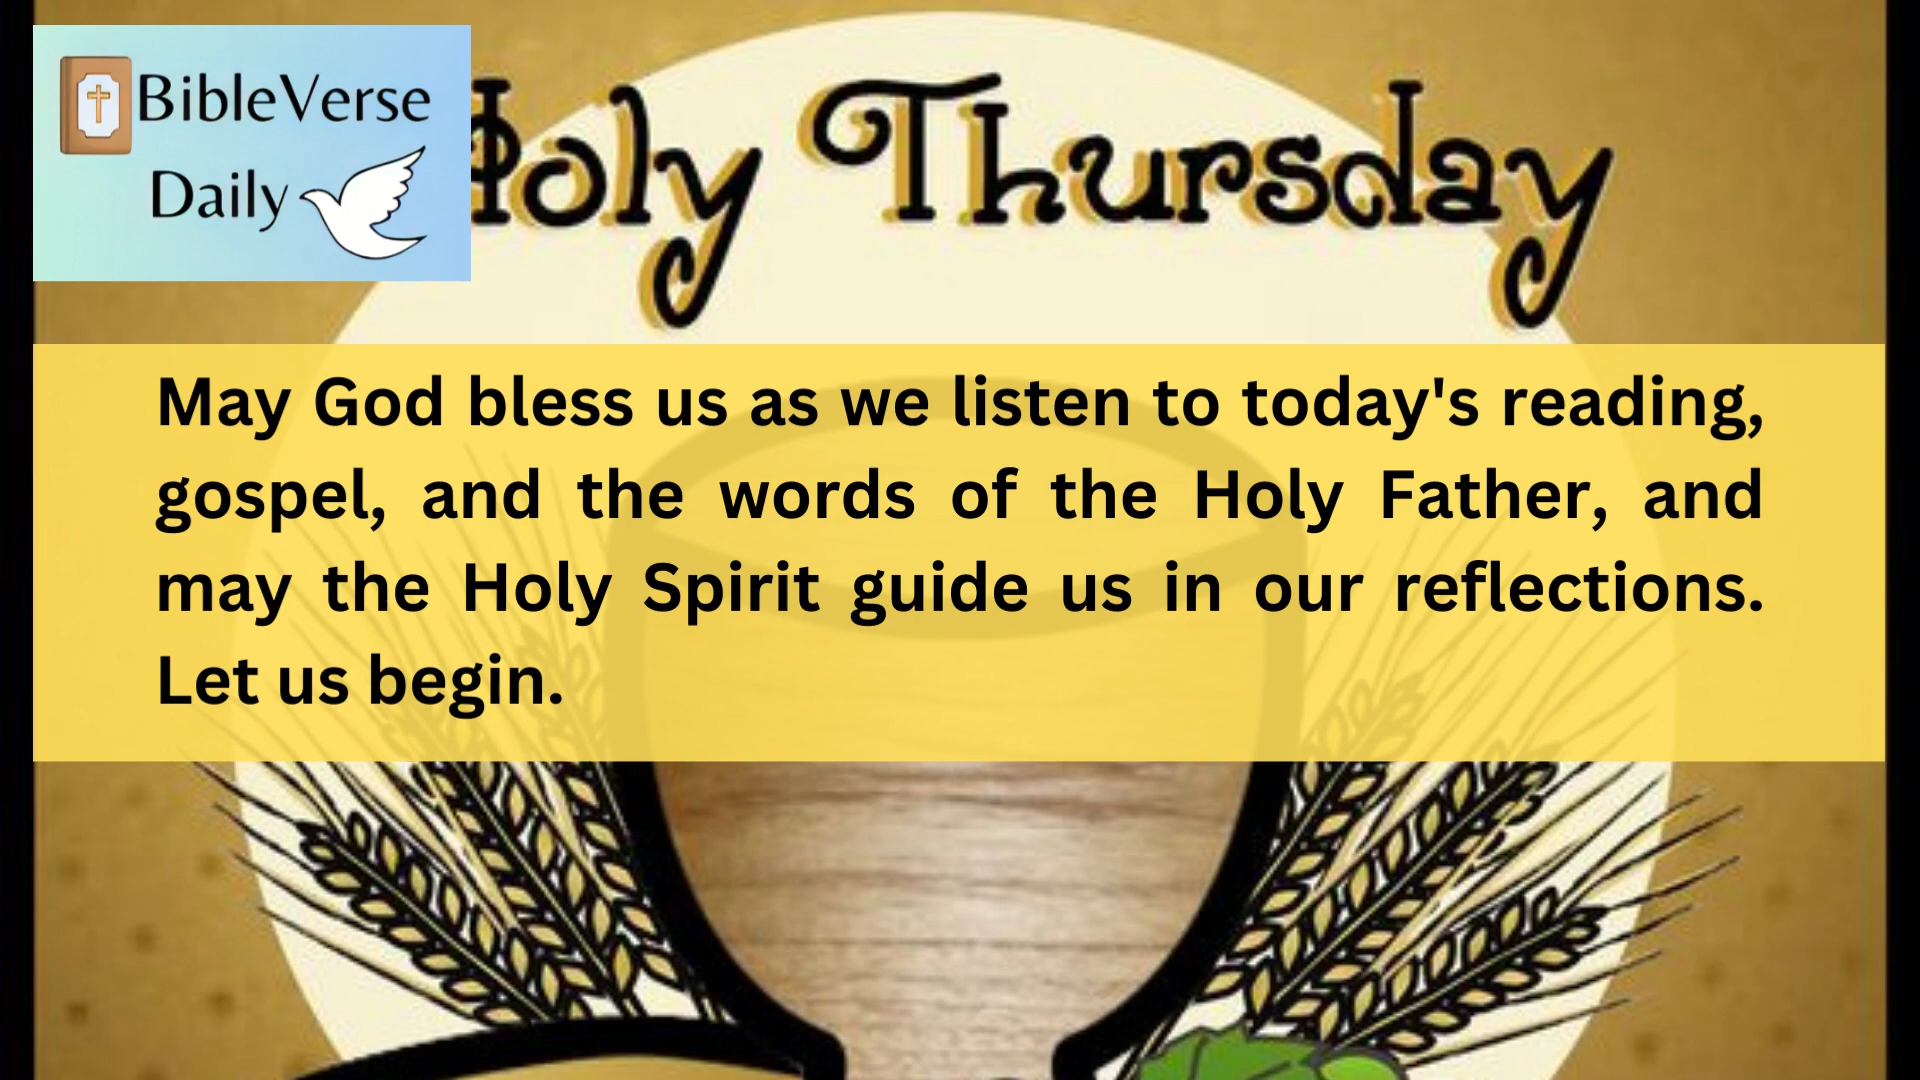 BibleVerse
Daily
Holy Thursday
May God bless us as we listen to today's reading,
gospel, and the words of the Holy Father, and
may the Holy Spirit guide us in our reflections.
Let us begin.